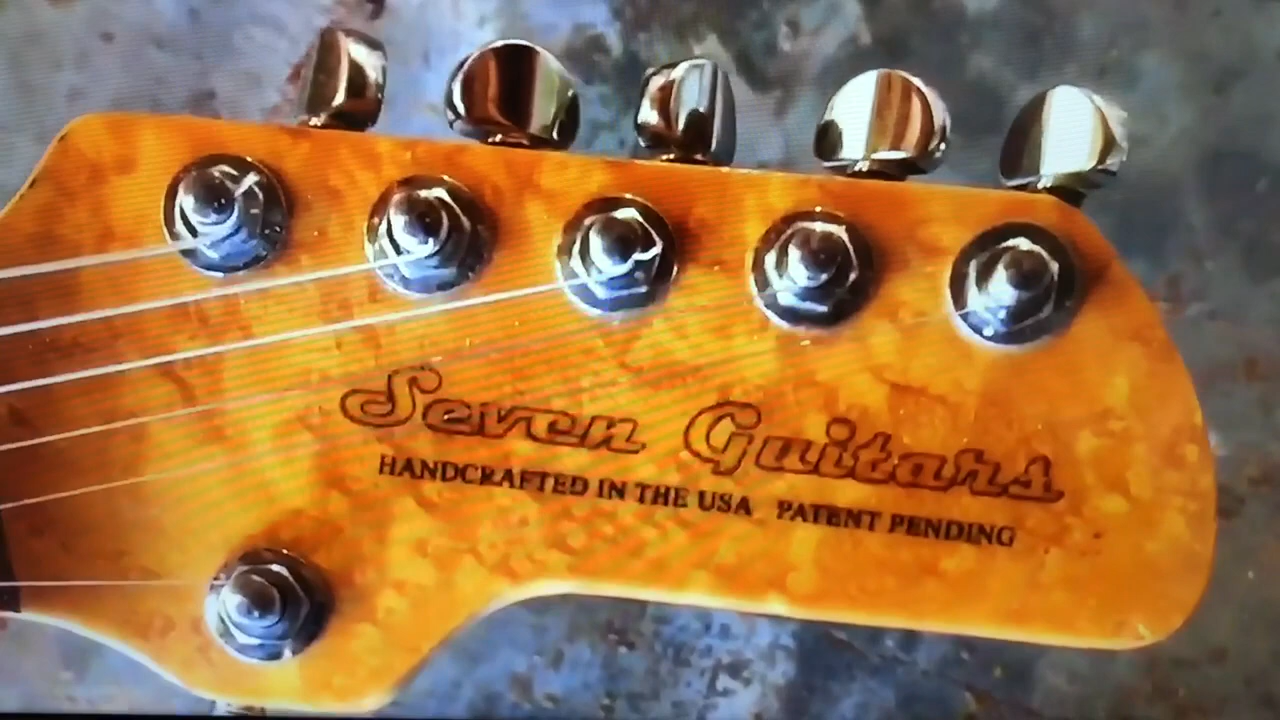 Seven Guitars
HANDCRAFTED IN THE USA PATENT PENDING